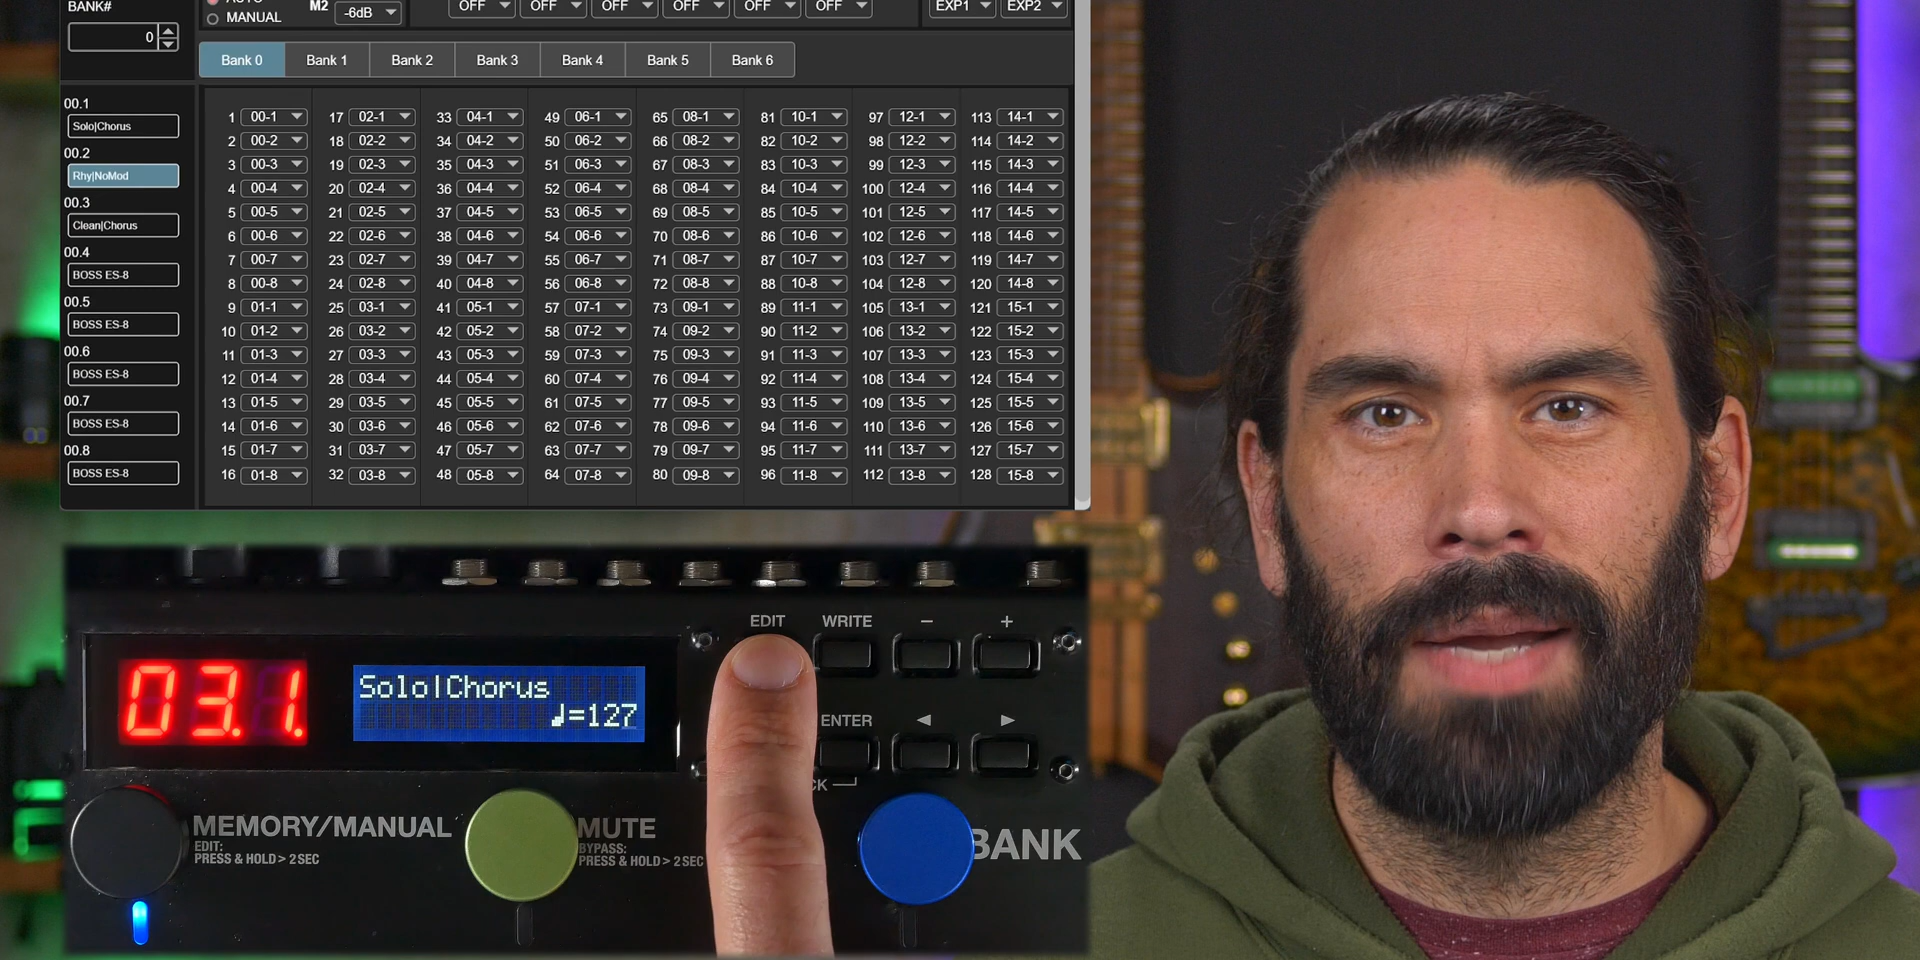 BANK#
0
MANUAL
M2 -6dB
OFF OFF OFF OFF OFF OFF
EXP1 EXP2
Bank 0 Bank 1 Bank 2 Bank 3 Bank 4 Bank 5 Bank 6
00.1
Solo|Chorus
00.2
Rhy|NoMod
00.3
Clean|Chorus
00.4
BOSS ES-8
00.5
BOSS ES-8
00.6
BOSS ES-8
00.7
BOSS ES-8
00.8
BOSS ES-8
1 00-1 17 02-1 33 04-1 49 06-1 65 08-1 81 10-1 97 12-1 113 14-1
2 00-2 18 02-2 34 04-2 50 06-2 66 08-2 82 10-2 98 12-2 114 14-2
3 00-3 19 02-3 35 04-3 51 06-3 67 08-3 83 10-3 99 12-3 115 14-3
4 00-4 20 02-4 36 04-4 52 06-4 68 08-4 84 10-4 100 12-4 116 14-4
5 00-5 21 02-5 37 04-5 53 06-5 69 08-5 85 10-5 101 12-5 117 14-5
6 00-6 22 02-6 38 04-6 54 06-6 70 08-6 86 10-6 102 12-6 118 14-6
7 00-7 23 02-7 39 04-7 55 06-7 71 08-7 87 10-7 103 12-7 119 14-7
8 00-8 24 02-8 40 04-8 56 06-8 72 08-8 88 10-8 104 12-8 120 14-8
9 01-1 25 03-1 41 05-1 57 07-1 73 09-1 89 11-1 105 13-1 121 15-1
10 01-2 26 03-2 42 05-2 58 07-2 74 09-2 90 11-2 106 13-2 122 15-2
11 01-3 27 03-3 43 05-3 59 07-3 75 09-3 91 11-3 107 13-3 123 15-3
12 01-4 28 03-4 44 05-4 60 07-4 76 09-4 92 11-4 108 13-4 124 15-4
13 01-5 29 03-5 45 05-5 61 07-5 77 09-5 93 11-5 109 13-5 125 15-5
14 01-6 30 03-6 46 05-6 62 07-6 78 09-6 94 11-6 110 13-6 126 15-6
15 01-7 31 03-7 47 05-7 63 07-7 79 09-7 95 11-7 111 13-7 127 15-7
16 01-8 32 03-8 48 05-8 64 07-8 80 09-8 96 11-8 112 13-8 128 15-8
EDIT WRITE - +
03.1.
Solo|Chorus
♩=127
ENTER ◀ ▶
CK
MEMORY/MANUAL
EDIT:
PRESS & HOLD > 2 SEC
MUTE
BYPASS:
PRESS & HOLD > 2 SEC
BANK